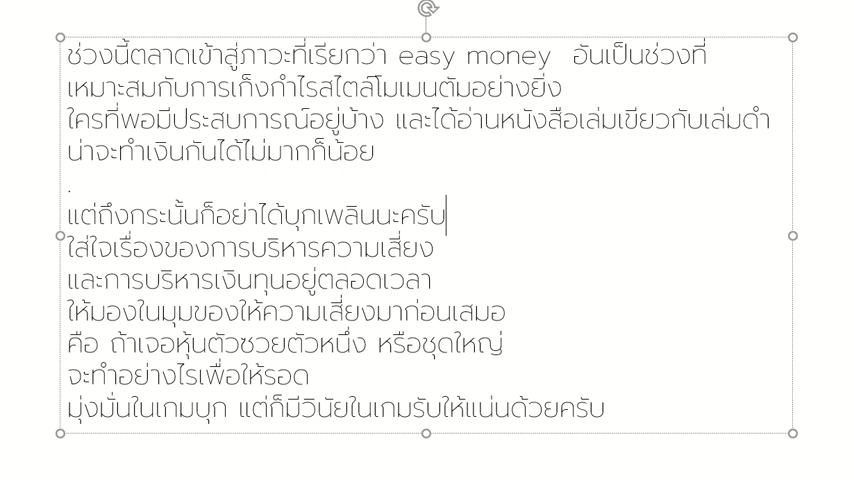 ช่วงนี้ตลาดเข้าสู่ภาวะที่เรียกว่า easy money  อันเป็นช่วงที่
เหมาะสมกับการเก็งกำไรสไตล์โมเมนตัมอย่างยิ่ง
ใครที่พอมีประสบการณ์อยู่บ้าง และได้อ่านหนังสือเล่มเขียวกับเล่มดำ
น่าจะทำเงินกันได้ไม่มากก็น้อย
.
แต่ถึงกระนั้นก็อย่าได้บุกเพลินนะครับ
ใส่ใจเรื่องของการบริหารความเสี่ยง
และการบริหารเงินทุนอยู่ตลอดเวลา
ให้มองในมุมของให้ความเสี่ยงมาก่อนเสมอ
คือ ถ้าเจอหุ้นตัวซวยตัวหนึ่ง หรือชุดใหญ่
จะทำอย่างไรเพื่อให้รอด
มุ่งมั่นในเกมบุก แต่ก็มีวินัยในเกมรับให้แน่นด้วยครับ